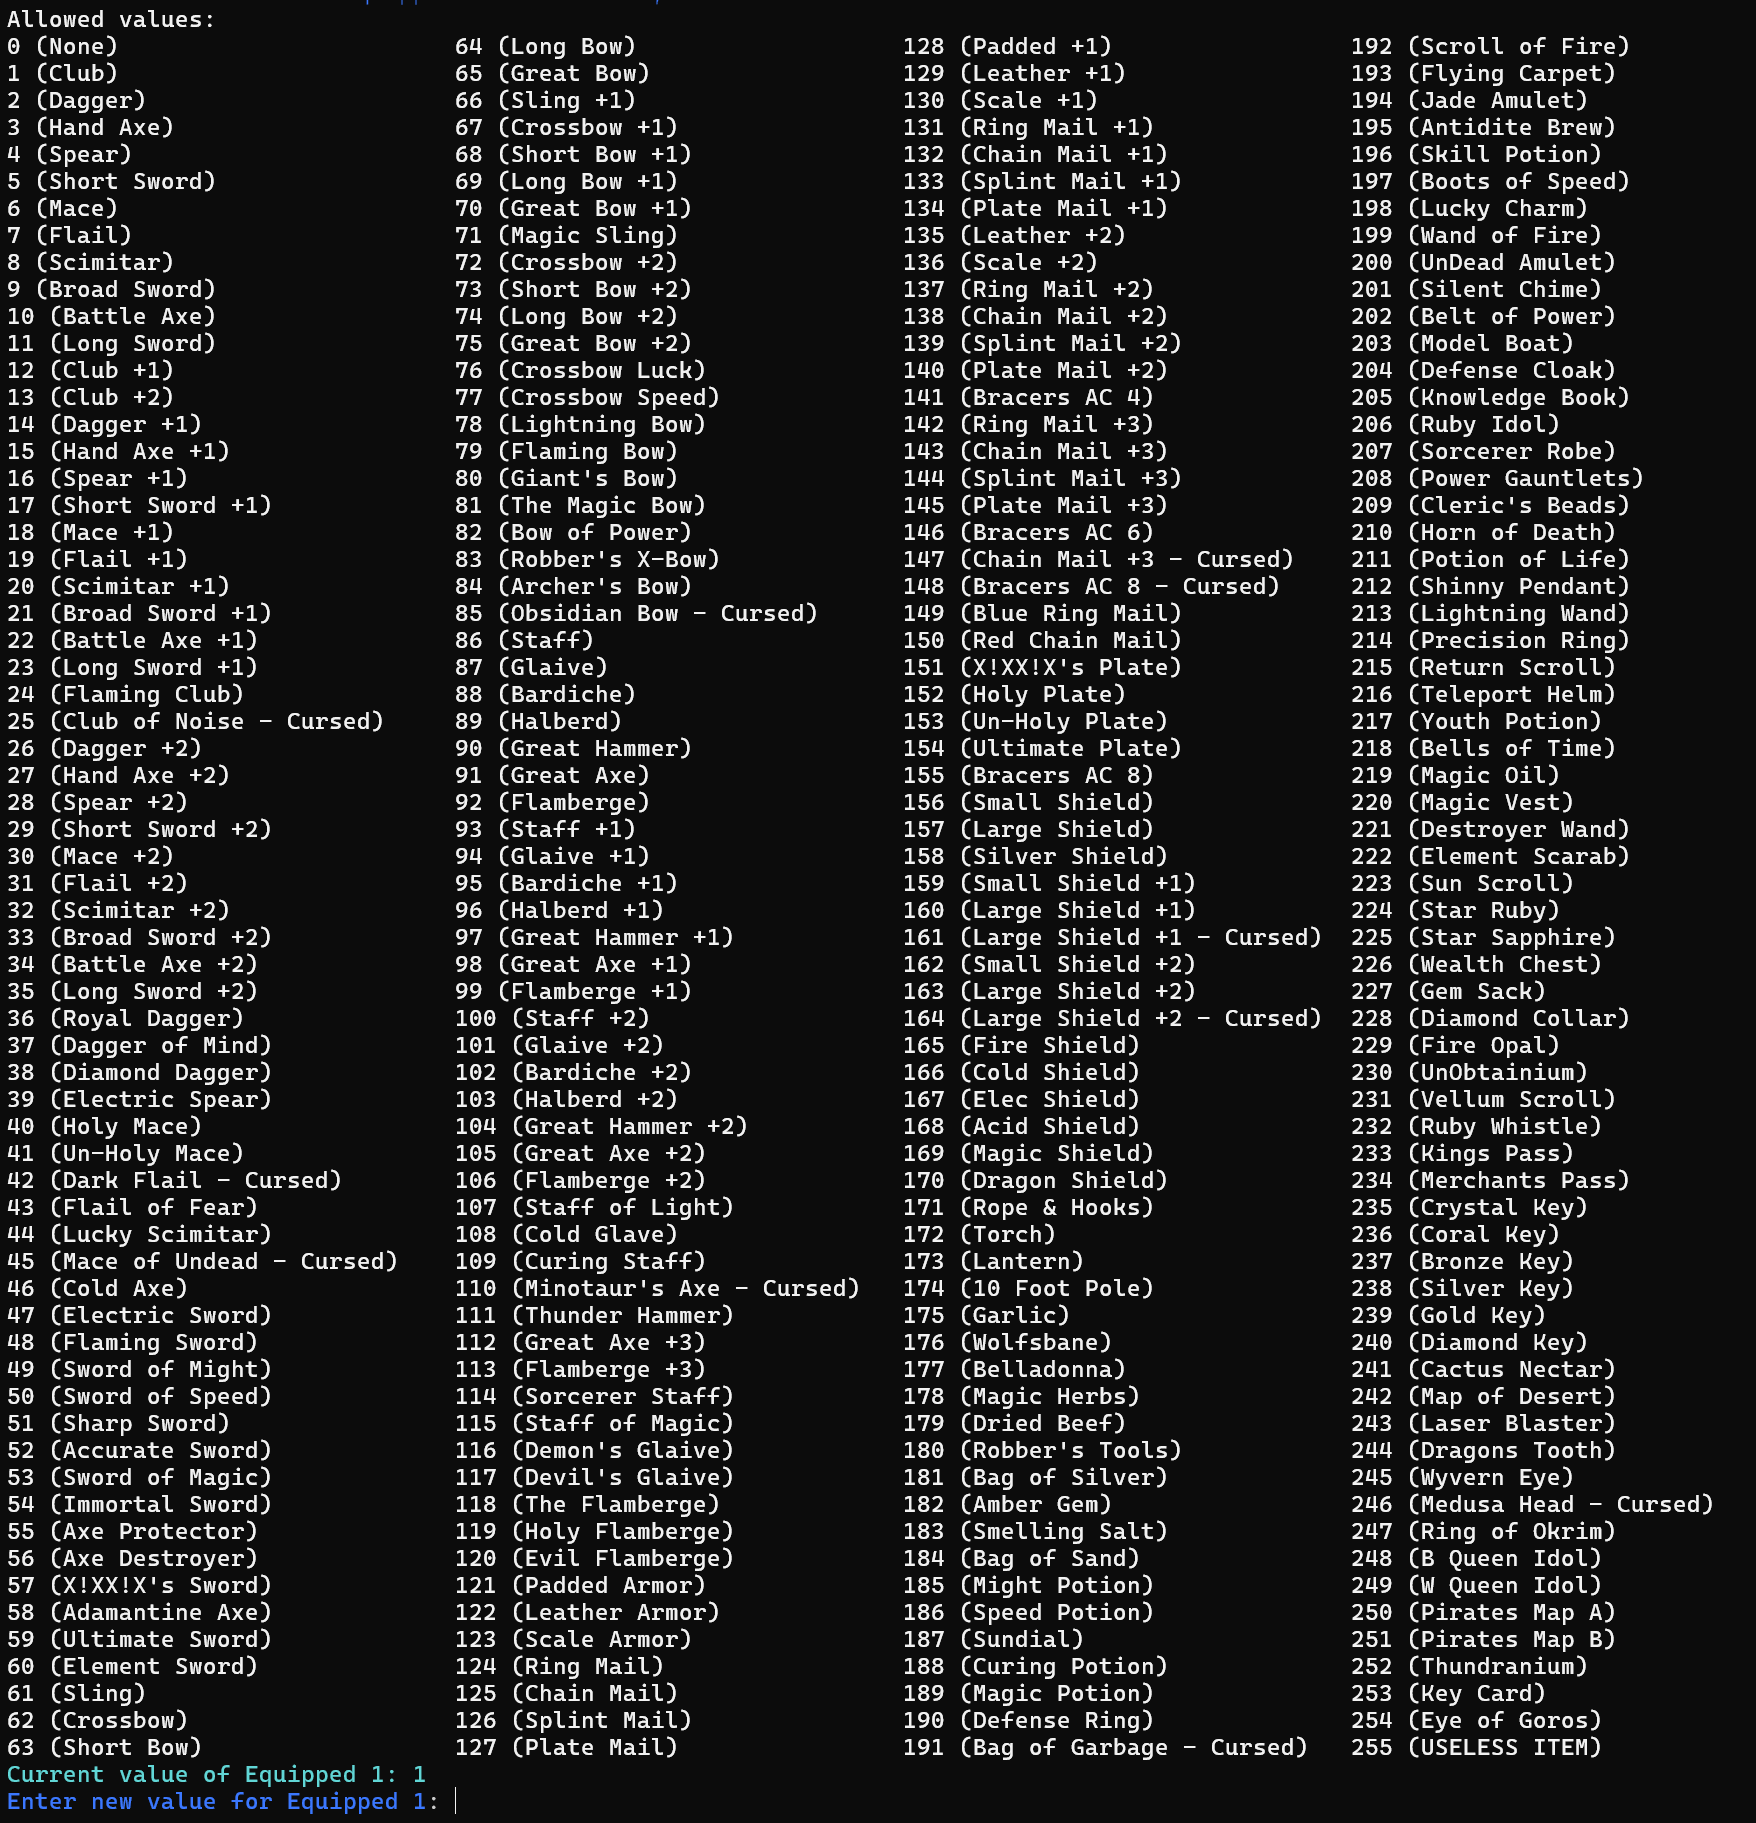 Allowed values:
0 (None) 64 (Long Bow) 128 (Padded +1) 192 (Scroll of Fire)
1 (Club) 65 (Great Bow) 129 (Leather +1) 193 (Flying Carpet)
2 (Dagger) 66 (Sling +1) 130 (Scale +1) 194 (Jade Amulet)
3 (Hand Axe) 67 (Crossbow +1) 131 (Ring Mail +1) 195 (Antidite Brew)
4 (Spear) 68 (Short Bow +1) 132 (Chain Mail +1) 196 (Skill Potion)
5 (Short Sword) 69 (Long Bow +1) 133 (Splint Mail +1) 197 (Boots of Speed)
6 (Mace) 70 (Great Bow +1) 134 (Plate Mail +1) 198 (Lucky Charm)
7 (Flail) 71 (Magic Sling) 135 (Leather +2) 199 (Wand of Fire)
8 (Scimitar) 72 (Crossbow +2) 136 (Scale +2) 200 (UnDead Amulet)
9 (Broad Sword) 73 (Short Bow +2) 137 (Ring Mail +2) 201 (Silent Chime)
10 (Battle Axe) 74 (Long Bow +2) 138 (Chain Mail +2) 202 (Belt of Power)
11 (Long Sword) 75 (Great Bow +2) 139 (Splint Mail +2) 203 (Model Boat)
12 (Club +1) 76 (Crossbow Luck) 140 (Plate Mail +2) 204 (Defense Cloak)
13 (Club +2) 77 (Crossbow Speed) 141 (Bracers AC 4) 205 (Knowledge Book)
14 (Dagger +1) 78 (Lightning Bow) 142 (Ring Mail +3) 206 (Ruby Idol)
15 (Hand Axe +1) 79 (Flaming Bow) 143 (Chain Mail +3) 207 (Sorcerer Robe)
16 (Spear +1) 80 (Giant's Bow) 144 (Splint Mail +3) 208 (Power Gauntlets)
17 (Short Sword +1) 81 (The Magic Bow) 145 (Plate Mail +3) 209 (Cleric's Beads)
18 (Mace +1) 82 (Bow of Power) 146 (Bracers AC 6) 210 (Horn of Death)
19 (Flail +1) 83 (Robber's X-Bow) 147 (Chain Mail +3 - Cursed) 211 (Potion of Life)
20 (Scimitar +1) 84 (Archer's Bow) 148 (Bracers AC 8 - Cursed) 212 (Shinny Pendant)
21 (Broad Sword +1) 85 (Obsidian Bow - Cursed) 149 (Blue Ring Mail) 213 (Lightning Wand)
22 (Battle Axe +1) 86 (Staff) 150 (Red Chain Mail) 214 (Precision Ring)
23 (Long Sword +1) 87 (Glaive) 151 (X!XX!X's Plate) 215 (Return Scroll)
24 (Flaming Club) 88 (Bardiche) 152 (Holy Plate) 216 (Teleport Helm)
25 (Club of Noise - Cursed) 89 (Halberd) 153 (Un-Holy Plate) 217 (Youth Potion)
26 (Dagger +2) 90 (Great Hammer) 154 (Ultimate Plate) 218 (Bells of Time)
27 (Hand Axe +2) 91 (Great Axe) 155 (Bracers AC 8) 219 (Magic Oil)
28 (Spear +2) 92 (Flamberge) 156 (Small Shield) 220 (Magic Vest)
29 (Short Sword +2) 93 (Staff +1) 157 (Large Shield) 221 (Destroyer Wand)
30 (Mace +2) 94 (Glaive +1) 158 (Silver Shield) 222 (Element Scarab)
31 (Flail +2) 95 (Bardiche +1) 159 (Small Shield +1) 223 (Sun Scroll)
32 (Scimitar +2) 96 (Halberd +1) 160 (Large Shield +1) 224 (Star Ruby)
33 (Broad Sword +2) 97 (Great Hammer +1) 161 (Large Shield +1 - Cursed) 225 (Star Sapphire)
34 (Battle Axe +2) 98 (Great Axe +1) 162 (Small Shield +2) 226 (Wealth Chest)
35 (Long Sword +2) 99 (Flamberge +1) 163 (Large Shield +2) 227 (Gem Sack)
36 (Royal Dagger) 100 (Staff +2) 164 (Large Shield +2 - Cursed) 228 (Diamond Collar)
37 (Dagger of Mind) 101 (Glaive +2) 165 (Fire Shield) 229 (Fire Opal)
38 (Diamond Dagger) 102 (Bardiche +2) 166 (Cold Shield) 230 (UnObtainium)
39 (Electric Spear) 103 (Halberd +2) 167 (Elec Shield) 231 (Vellum Scroll)
40 (Holy Mace) 104 (Great Hammer +2) 168 (Acid Shield) 232 (Ruby Whistle)
41 (Un-Holy Mace) 105 (Great Axe +2) 169 (Magic Shield) 233 (Kings Pass)
42 (Dark Flail - Cursed) 106 (Flamberge +2) 170 (Dragon Shield) 234 (Merchants Pass)
43 (Flail of Fear) 107 (Staff of Light) 171 (Rope & Hooks) 235 (Crystal Key)
44 (Lucky Scimitar) 108 (Cold Glave) 172 (Torch) 236 (Coral Key)
45 (Mace of Undead - Cursed) 109 (Curing Staff) 173 (Lantern) 237 (Bronze Key)
46 (Cold Axe) 110 (Minotaur's Axe - Cursed) 174 (10 Foot Pole) 238 (Silver Key)
47 (Electric Sword) 111 (Thunder Hammer) 175 (Garlic) 239 (Gold Key)
48 (Flaming Sword) 112 (Great Axe +3) 176 (Wolfsbane) 240 (Diamond Key)
49 (Sword of Might) 113 (Flamberge +3) 177 (Belladonna) 241 (Cactus Nectar)
50 (Sword of Speed) 114 (Sorcerer Staff) 178 (Magic Herbs) 242 (Map of Desert)
51 (Sharp Sword) 115 (Staff of Magic) 179 (Dried Beef) 243 (Laser Blaster)
52 (Accurate Sword) 116 (Demon's Glaive) 180 (Robber's Tools) 244 (Dragons Tooth)
53 (Sword of Magic) 117 (Devil's Glaive) 181 (Bag of Silver) 245 (Wyvern Eye)
54 (Immortal Sword) 118 (The Flamberge) 182 (Amber Gem) 246 (Medusa Head - Cursed)
55 (Axe Protector) 119 (Holy Flamberge) 183 (Smelling Salt) 247 (Ring of Okrim)
56 (Axe Destroyer) 120 (Evil Flamberge) 184 (Bag of Sand) 248 (B Queen Idol)
57 (X!XX!X's Sword) 121 (Padded Armor) 185 (Might Potion) 249 (W Queen Idol)
58 (Adamantine Axe) 122 (Leather Armor) 186 (Speed Potion) 250 (Pirates Map A)
59 (Ultimate Sword) 123 (Scale Armor) 187 (Sundial) 251 (Pirates Map B)
60 (Element Sword) 124 (Ring Mail) 188 (Curing Potion) 252 (Thundranium)
61 (Sling) 125 (Chain Mail) 189 (Magic Potion) 253 (Key Card)
62 (Crossbow) 126 (Splint Mail) 190 (Defense Ring) 254 (Eye of Goros)
63 (Short Bow) 127 (Plate Mail) 191 (Bag of Garbage - Cursed) 255 (USELESS ITEM)
Current value of Equipped 1: 1
Enter new value for Equipped 1: